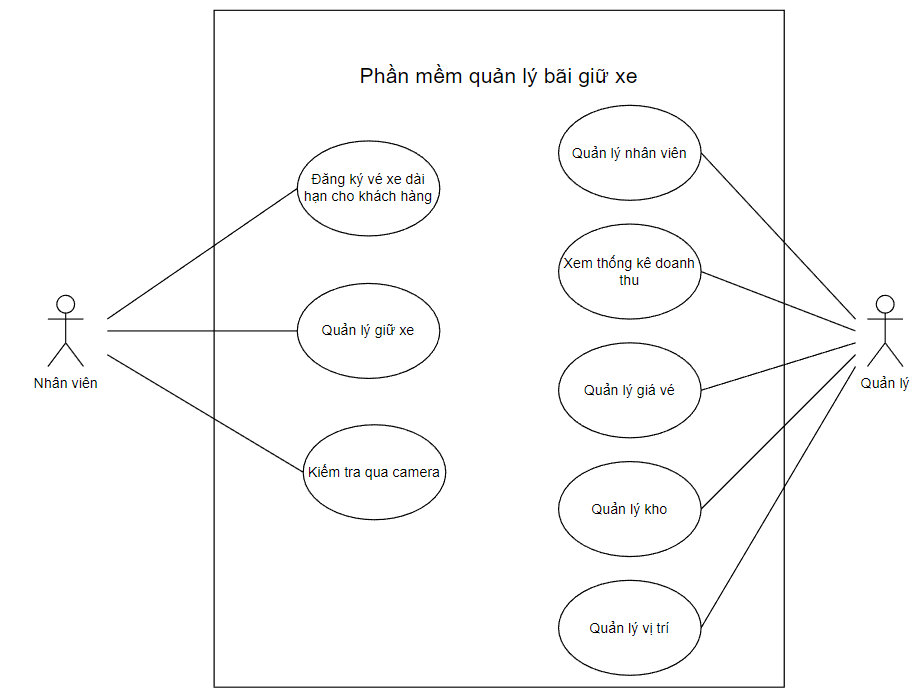 Phần mềm quản lý bãi giữ xe
Đăng ký vé xe dài
hạn cho khách hàng
Quản lý giữ xe
Kiểm tra qua camera
Quản lý nhân viên
Xem thống kê doanh
thu
Quản lý giá vé
Quản lý kho
Quản lý vị trí
Nhân viên
Quản lý